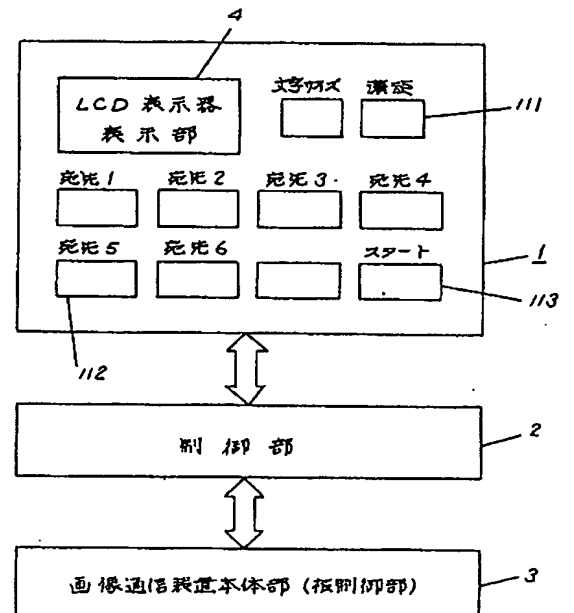 4
LCD 表示器
表示部
文字サイズ 濃淡
111
宛先1 宛先2 宛先3 宛先4
宛先5 宛先6 スタート
1
113
112
制御部
2
画像通信装置本体部 (被制御部)
3